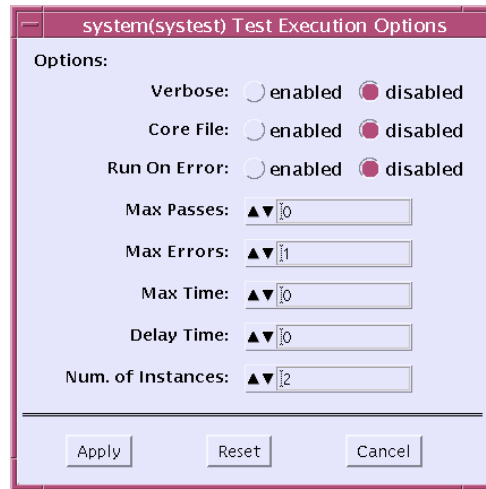 system(systest) Test Execution Options
Options:
Verbose: enabled disabled
Core File: enabled disabled
Run On Error: enabled disabled
Max Passes: 0
Max Errors: 1
Max Time: 0
Delay Time: 0
Num. of Instances: 2
Apply Reset Cancel